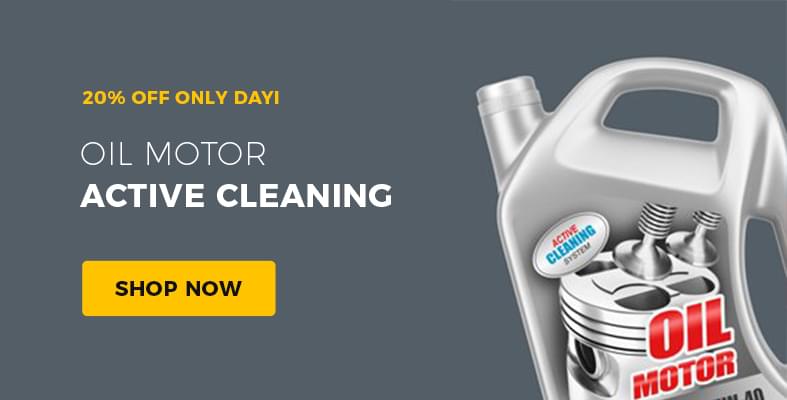 20% OFF ONLY DAY!
OIL MOTOR
ACTIVE CLEANING
SHOP NOW
ACTIVE
CLEANING
SYSTEM
OIL
MOTOR